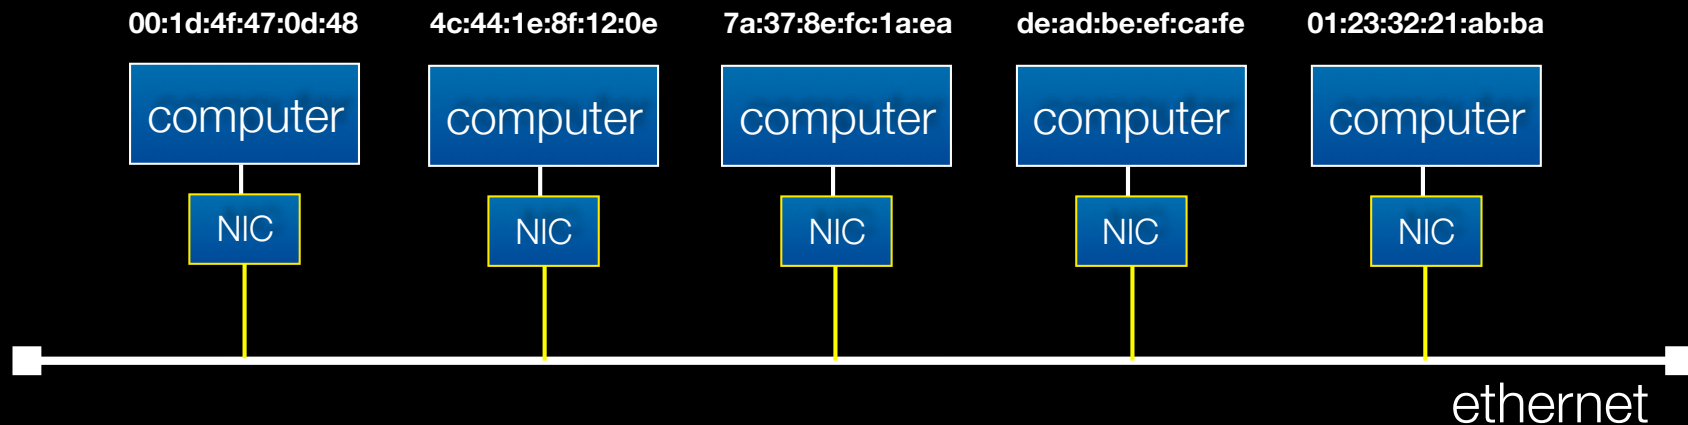 00:1d:4f:47:0d:48 4c:44:1e:8f:12:0e 7a:37:8e:fc:1a:ea de:ad:be:ef:ca:fe 01:23:32:21:ab:ba
computer computer computer computer computer
NIC NIC NIC NIC NIC
ethernet